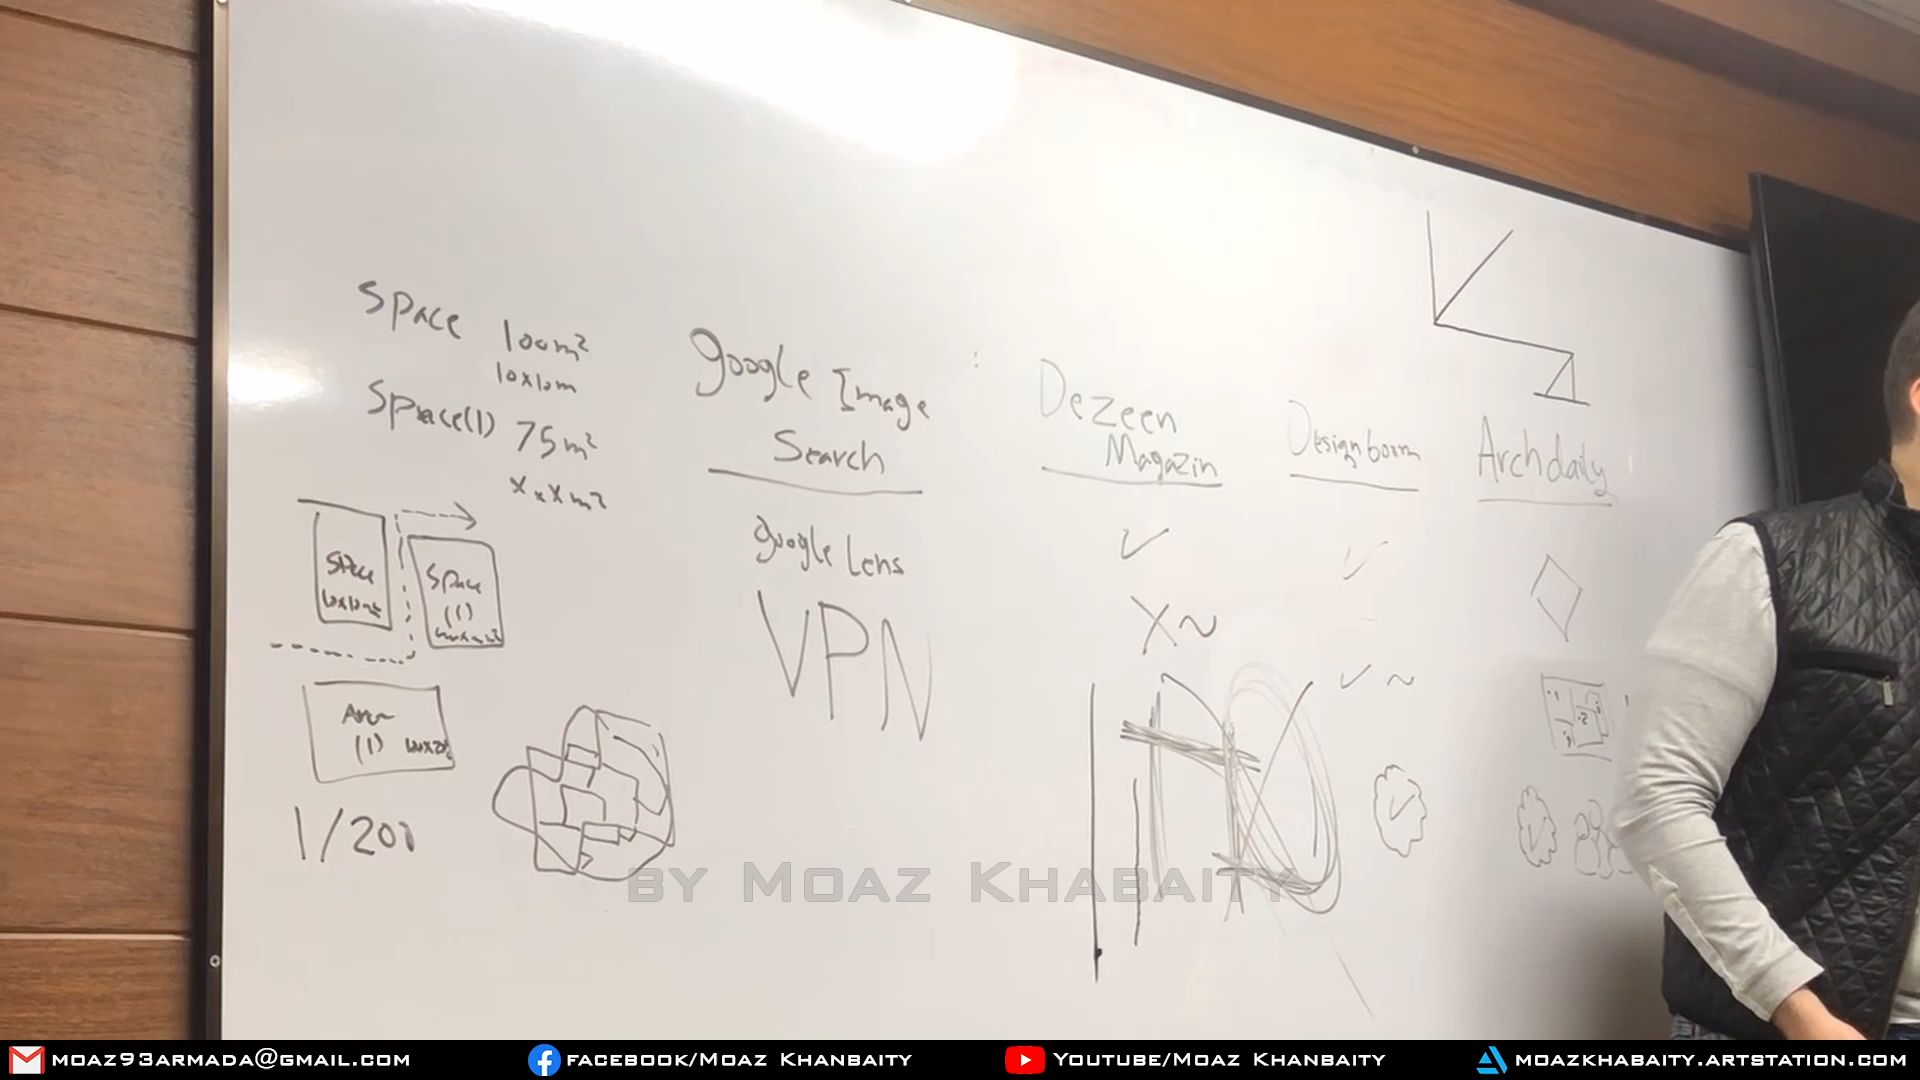 Space 100m²
10x10m
Space(1) 75m²
x x x m²
Google Image
Search
Google Lens
VPN
Dezeen
Magazin
Designboom
Archdaily
Space
10x10m
Space
(1)
(1)
1/200
BY MOAZ KHABAITY
MOAZ93ARMADA@GMAIL.COM
FACEBOOK/MOAZ KHANBAITY
YOUTUBE/MOAZ KHANBAITY
MOAZKHABAITY.ARTSTATION.COM